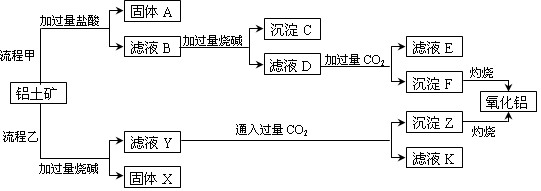 加过量盐酸
固体 A
滤液 B
加过量烧碱
沉淀 C
滤液 D
加过量 CO₂
滤液 E
沉淀 F
灼烧
流程甲
铝土矿
氧化铝
流程乙
加过量烧碱
滤液 Y
固体 X
通入过量 CO₂
沉淀 Z
灼烧
滤液 K